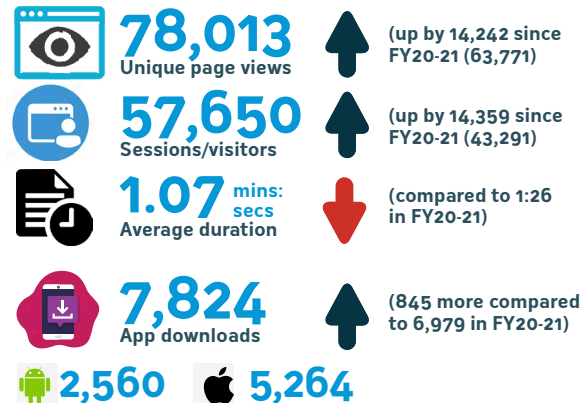 78,013
Unique page views
(up by 14,242 since
FY20-21 (63,771)
57,650
Sessions/visitors
(up by 14,359 since
FY20-21 (43,291)
1.07 mins:
secs
Average duration
(compared to 1:26
in FY20-21)
7,824
App downloads
(845 more compared
to 6,979 in FY20-21)
2,560 5,264